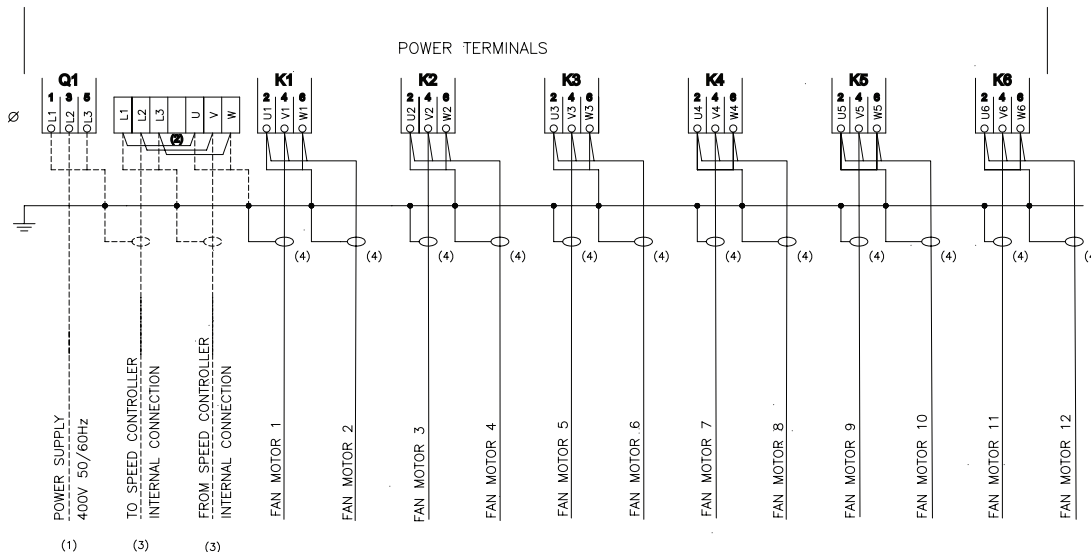 POWER TERMINALS
Q1
1 3 5
L1 L2 L3
L1 L2 L3 U V W
(2)
K1
2 4 6
U1 V1 W1
K2
2 4 6
U2 V2 W2
K3
2 4 6
U3 V3 W3
K4
2 4 6
U4 V4 W4
K5
2 4 6
U5 V5 W5
K6
2 4 6
U6 V6 W6
Ø
(4) (4) (4) (4) (4) (4) (4) (4) (4) (4) (4) (4
POWER SUPPLY
400V 50/60Hz
(1)
TO SPEED CONTROLLER
INTERNAL CONNECTION
(3)
FROM SPEED CONTROLLER
INTERNAL CONNECTION
(3)
FAN MOTOR 1
FAN MOTOR 2
FAN MOTOR 3
FAN MOTOR 4
FAN MOTOR 5
FAN MOTOR 6
FAN MOTOR 7
FAN MOTOR 8
FAN MOTOR 9
FAN MOTOR 10
FAN MOTOR 11
FAN MOTOR 12